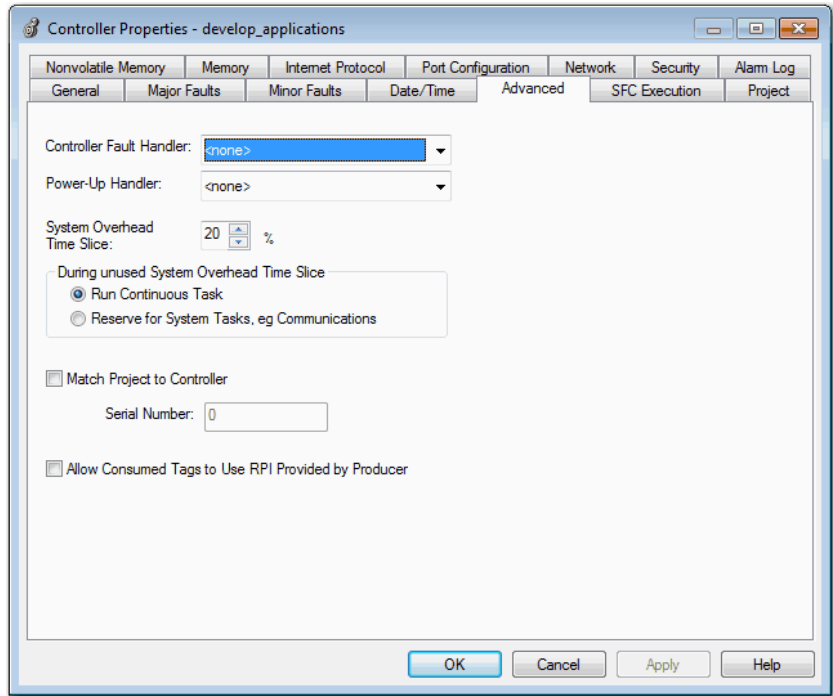 Controller Properties - develop_applications
Nonvolatile Memory Memory Internet Protocol Port Configuration Network Security Alarm Log
General Major Faults Minor Faults Date/Time Advanced SFC Execution Project
Controller Fault Handler: <none>
Power-Up Handler: <none>
System Overhead
Time Slice: 20 %
During unused System Overhead Time Slice
Run Continuous Task
Reserve for System Tasks, eg Communications
Match Project to Controller
Serial Number: 0
Allow Consumed Tags to Use RPI Provided by Producer
OK Cancel Apply Help